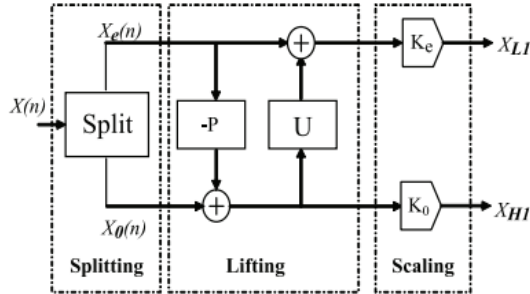 Xe(n)
X(n)
Split
-P
U
Ke
XL1
X0(n)
K0
XH1
Splitting
Lifting
Scaling